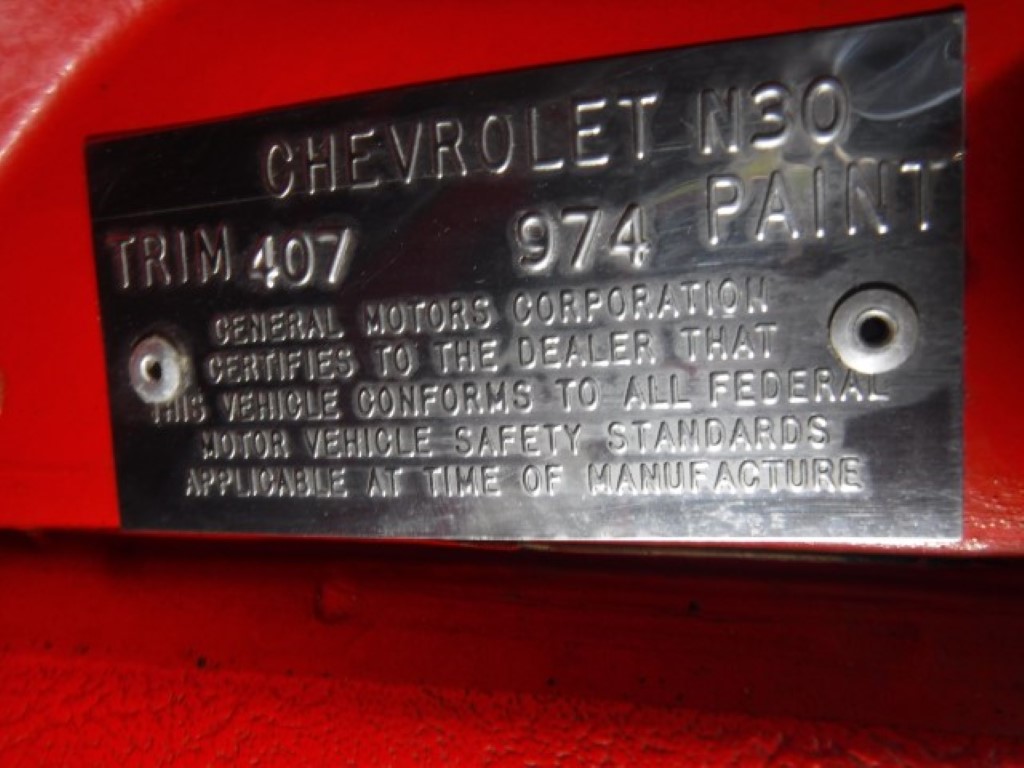 CHEVROLET N30
TRIM 407 974 PAINT
GENERAL MOTORS CORPORATION
CERTIFIES TO THE DEALER THAT
THIS VEHICLE CONFORMS TO ALL FEDERAL
MOTOR VEHICLE SAFETY STANDARDS
APPLICABLE AT TIME OF MANUFACTURE